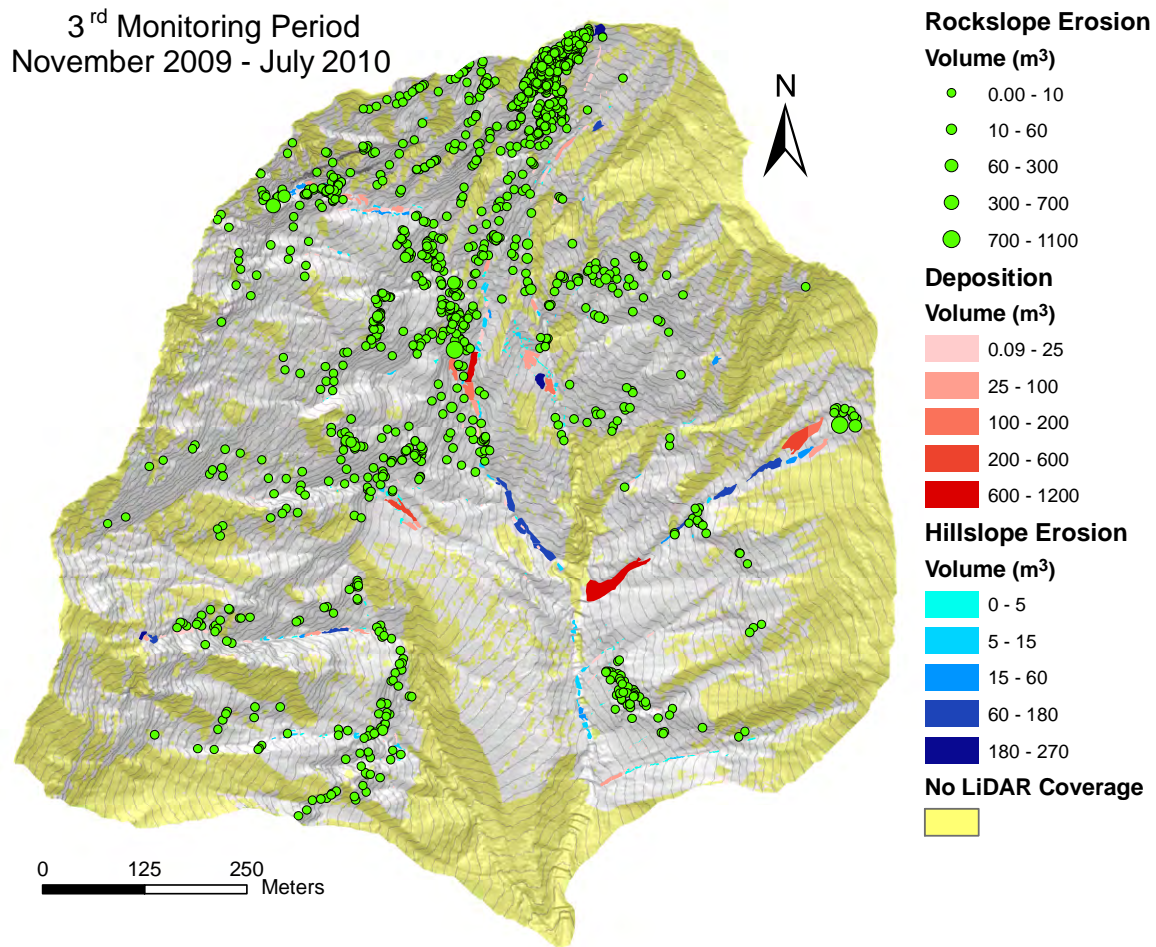 3rd Monitoring Period
November 2009 - July 2010
N
Rockslope Erosion
Volume (m3)
0.00 - 10
10 - 60
60 - 300
300 - 700
700 - 1100
Deposition
Volume (m3)
0.09 - 25
25 - 100
100 - 200
200 - 600
600 - 1200
Hillslope Erosion
Volume (m3)
0 - 5
5 - 15
15 - 60
60 - 180
180 - 270
No LiDAR Coverage
0 125 250
Meters